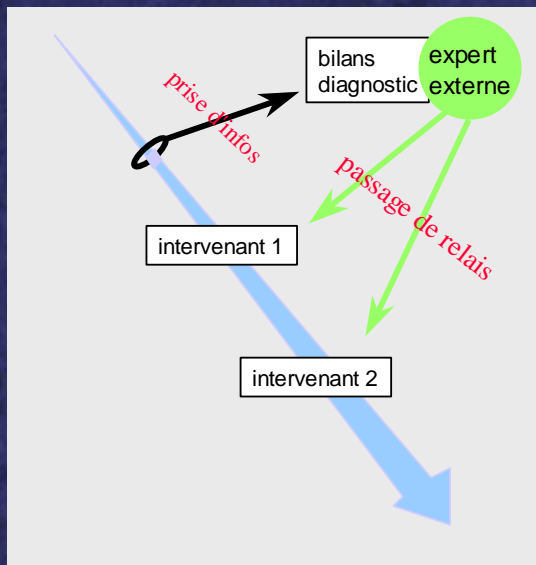 bilans
diagnostic
expert
externe
prise d'infos
passage de relais
intervenant 1
intervenant 2